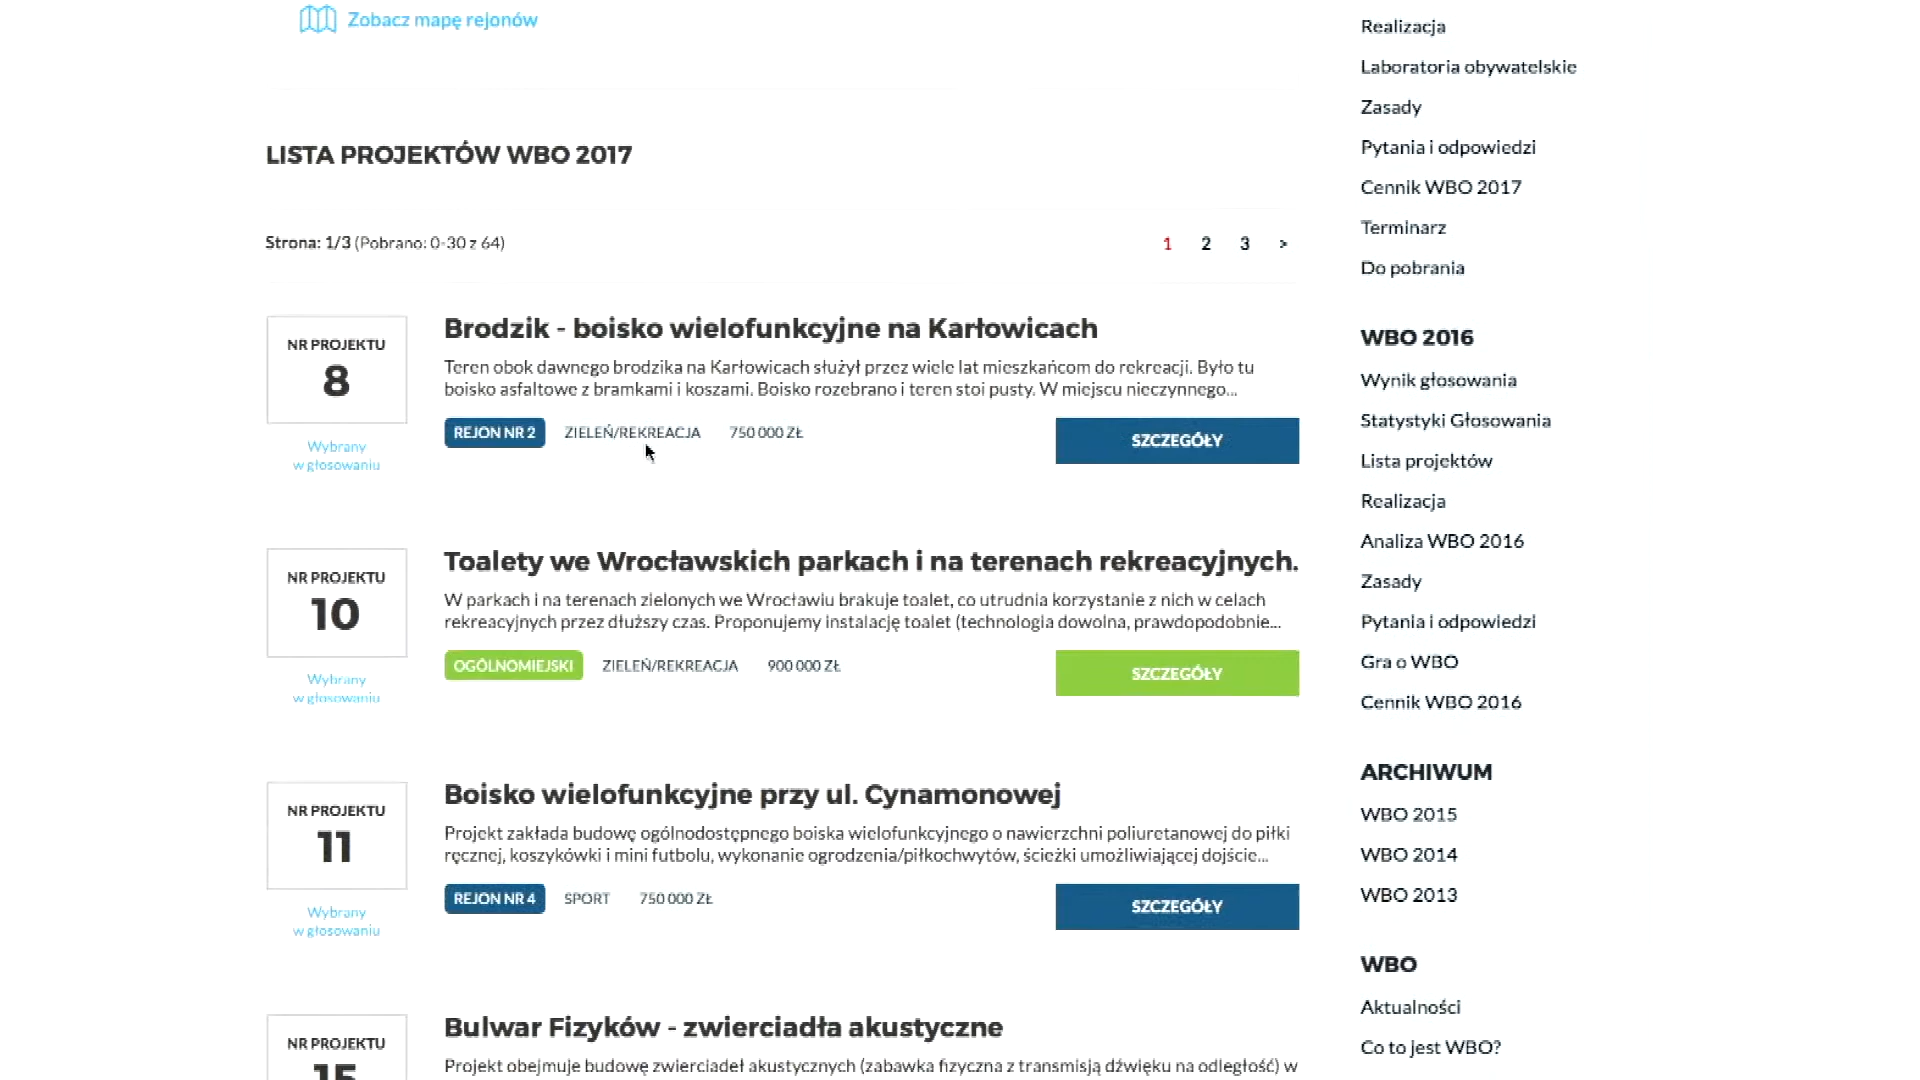 Zobacz mapę rejonów
LISTA PROJEKTÓW WBO 2017
Strona: 1/3 (Pobrano: 0-30 z 64)
1 2 3 >
NR PROJEKTU
8
Wybrany
w głosowaniu
Brodzik - boisko wielofunkcyjne na Karłowicach
Teren obok dawnego brodzika na Karłowicach służył przez wiele lat mieszkańcom do rekreacji. Było tu
boisko asfaltowe z bramkami i koszami. Boisko rozebrano i teren stoi pusty. W miejscu nieczynnego...
REJON NR 2 ZIELEŃ/REKREACJA 750 000 ZŁ
SZCZEGÓŁY
NR PROJEKTU
10
Wybrany
w głosowaniu
Toalety we Wrocławskich parkach i na terenach rekreacyjnych.
W parkach i na terenach zielonych we Wrocławiu brakuje toalet, co utrudnia korzystanie z nich w celach
rekreacyjnych przez dłuższy czas. Proponujemy instalację toalet (technologia dowolna, prawdopodobnie...
OGÓLNOMIEJSKI ZIELEŃ/REKREACJA 900 000 ZŁ
SZCZEGÓŁY
NR PROJEKTU
11
Wybrany
w głosowaniu
Boisko wielofunkcyjne przy ul. Cynamonowej
Projekt zakłada budowę ogólnodostępnego boiska wielofunkcyjnego o nawierzchni poliuretanowej do piłki
ręcznej, koszykówki i mini futbolu, wykonanie ogrodzenia/piłkochwytów, ścieżki umożliwiającej dojście...
REJON NR 4 SPORT 750 000 ZŁ
SZCZEGÓŁY
NR PROJEKTU
15
Bulwar Fizyków - zwierciadła akustyczne
Projekt obejmuje budowę zwierciadeł akustycznych (zabawka fizyczna z transmisją dźwięku na odległość) w
Realizacja
Laboratoria obywatelskie
Zasady
Pytania i odpowiedzi
Cennik WBO 2017
Terminarz
Do pobrania
WBO 2016
Wynik głosowania
Statystyki Głosowania
Lista projektów
Realizacja
Analiza WBO 2016
Zasady
Pytania i odpowiedzi
Gra o WBO
Cennik WBO 2016
ARCHIWUM
WBO 2015
WBO 2014
WBO 2013
WBO
Aktualności
Co to jest WBO?